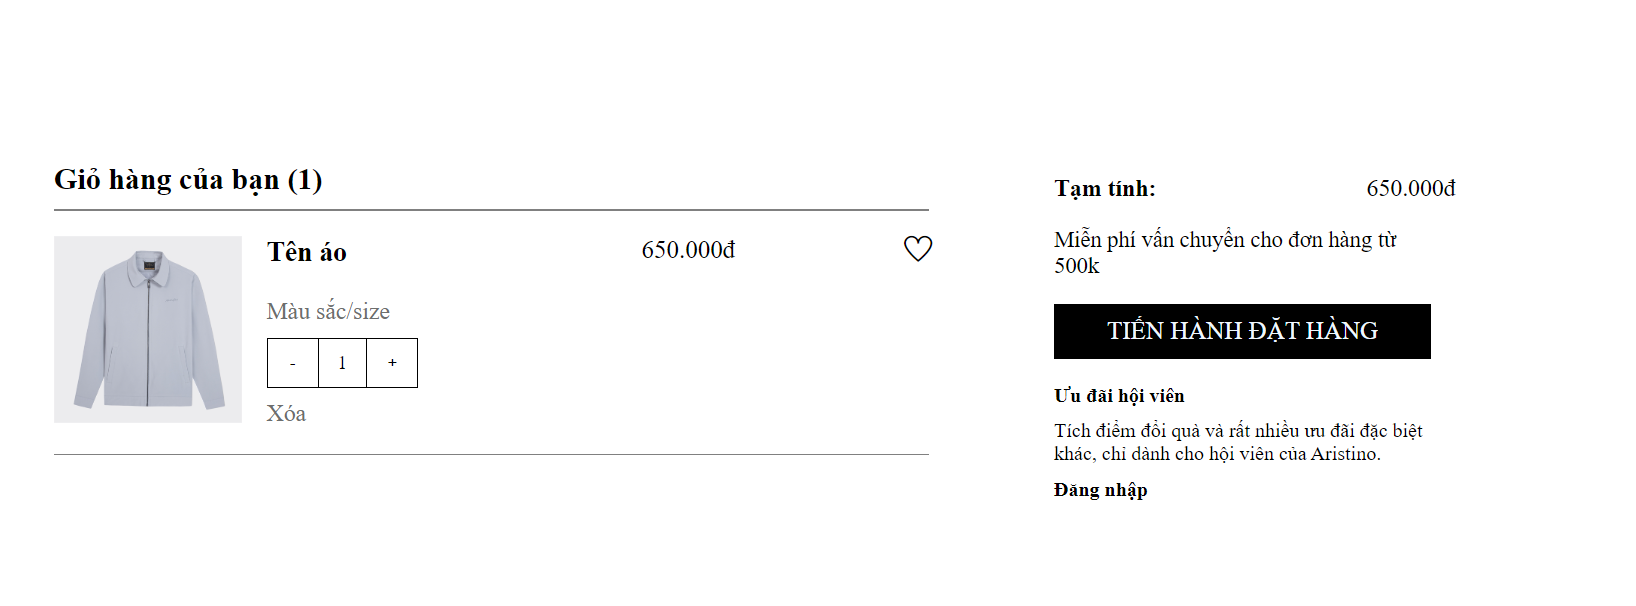 Giỏ hàng của bạn (1)
Tên áo
650.000đ
Màu sắc/size
- 1 +
Xóa
Tạm tính: 650.000đ
Miễn phí vấn chuyển cho đơn hàng từ
500k
TIẾN HÀNH ĐẶT HÀNG
Ưu đãi hội viên
Tích điểm đổi quà và rất nhiều ưu đãi đặc biệt
khác, chỉ dành cho hội viên của Aristino.
Đăng nhập